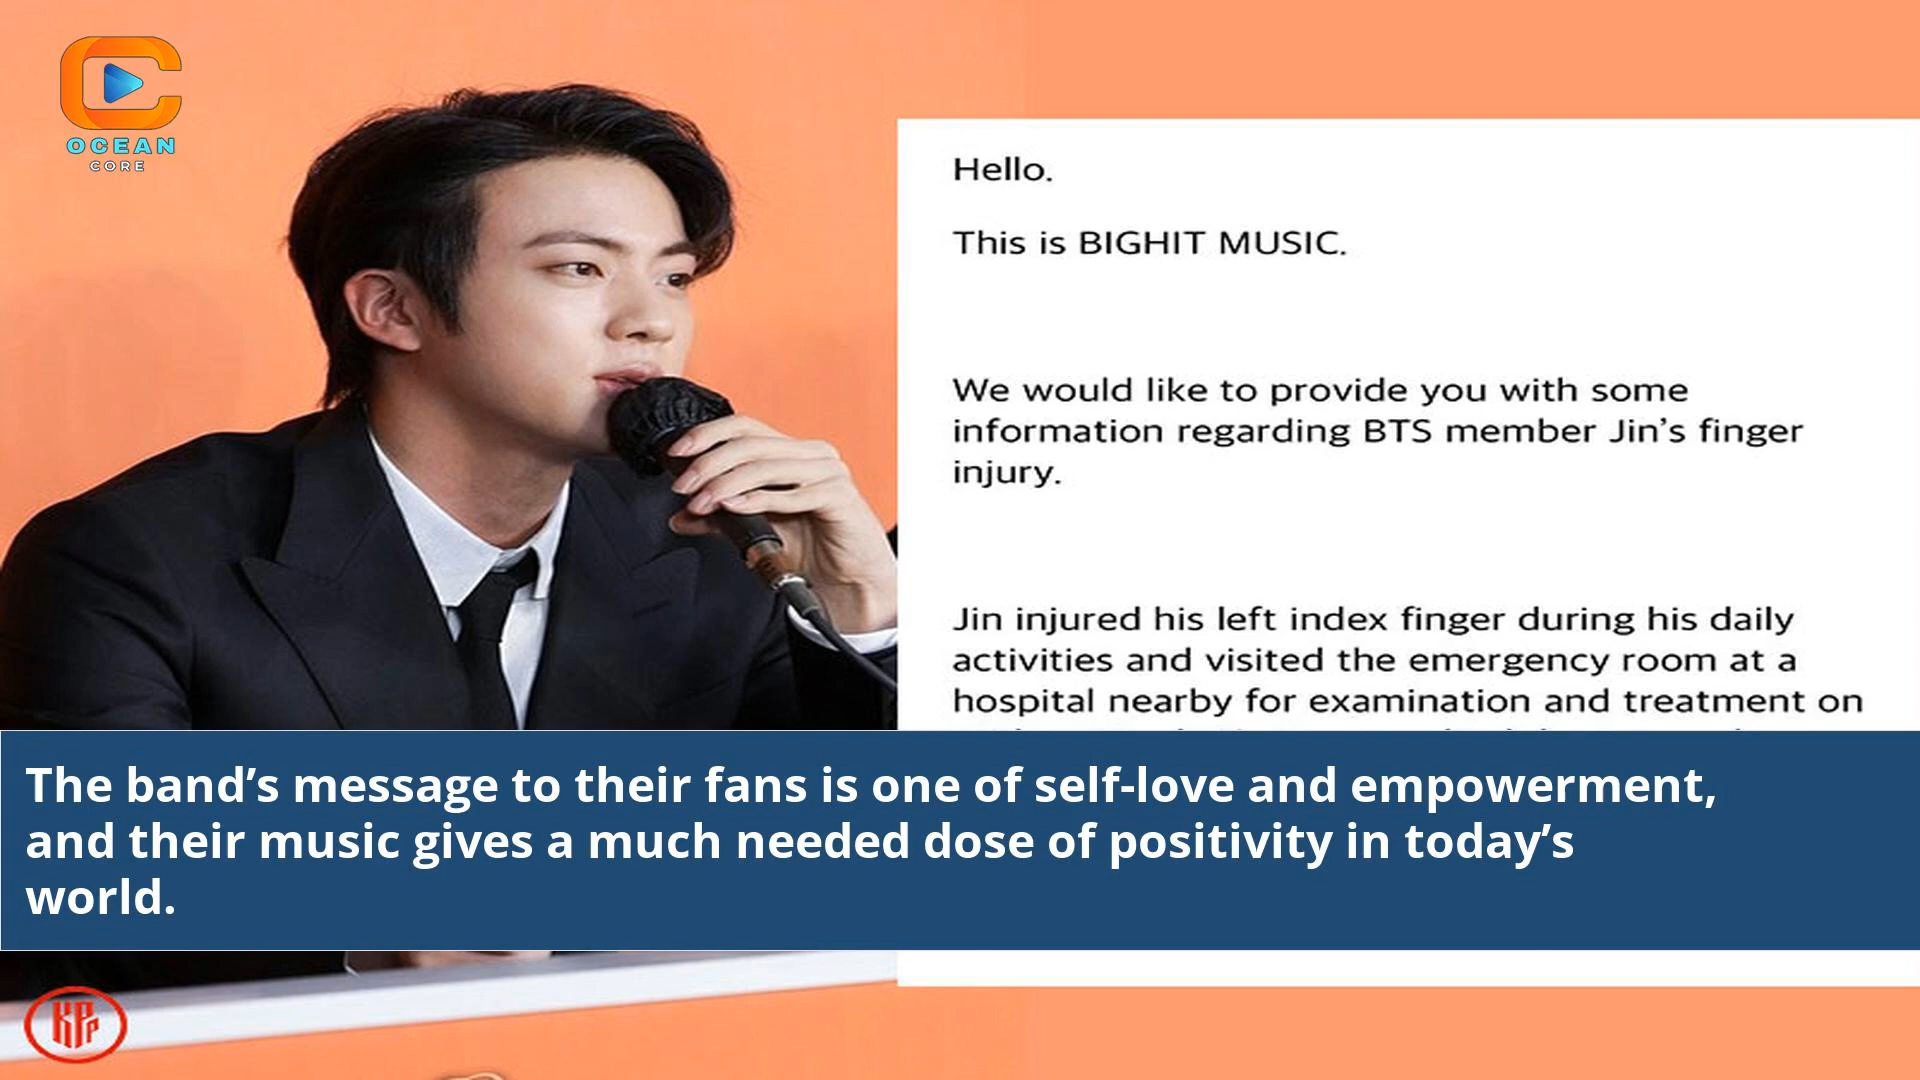 OCEAN
CORE
Hello.
This is BIGHIT MUSIC.
We would like to provide you with some
information regarding BTS member Jin’s finger
injury.
Jin injured his left index finger during his daily
activities and visited the emergency room at a
hospital nearby for examination and treatment on
The band’s message to their fans is one of self-love and empowerment,
and their music gives a much needed dose of positivity in today’s
world.
KPP